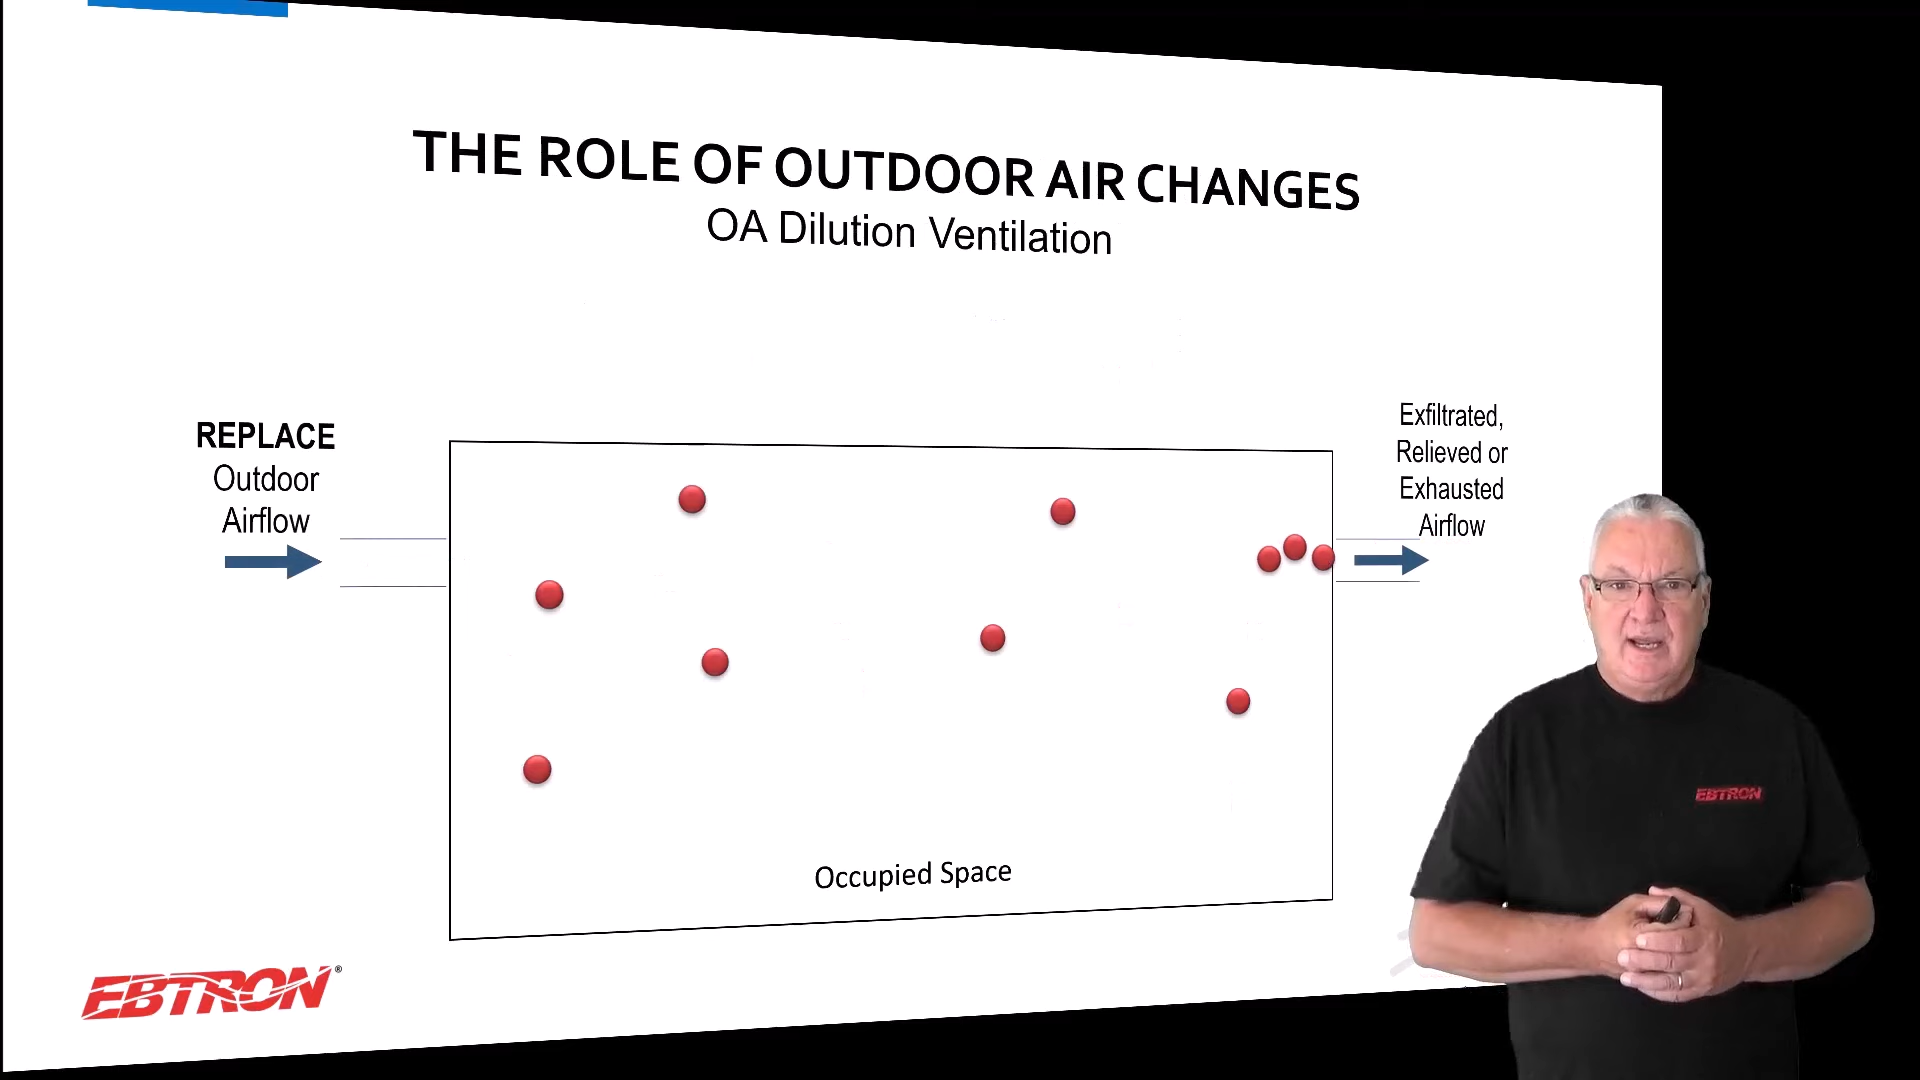 THE ROLE OF OUTDOOR AIR CHANGES
OA Dilution Ventilation
REPLACE
Outdoor
Airflow
Exfiltrated,
Relieved or
Exhausted
Airflow
Occupied Space
EBTRON®
EBTRON